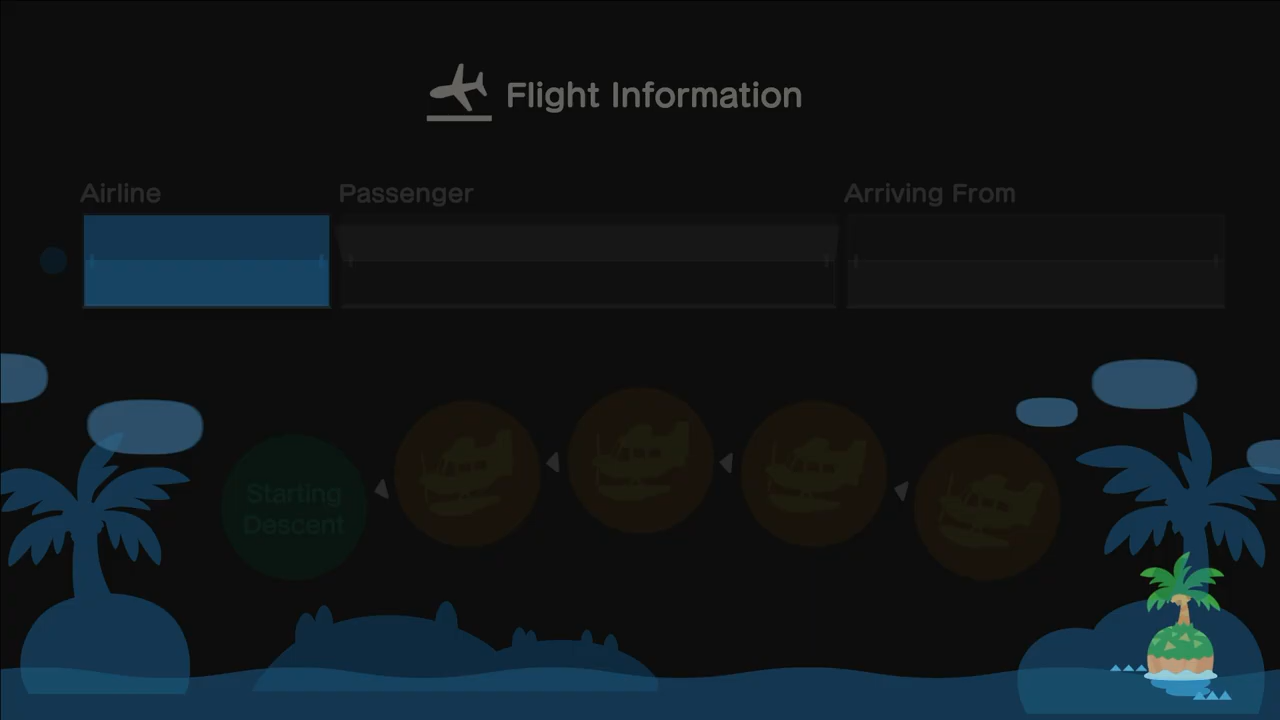 Flight Information
Airline
Passenger
Arriving From
Starting
Descent